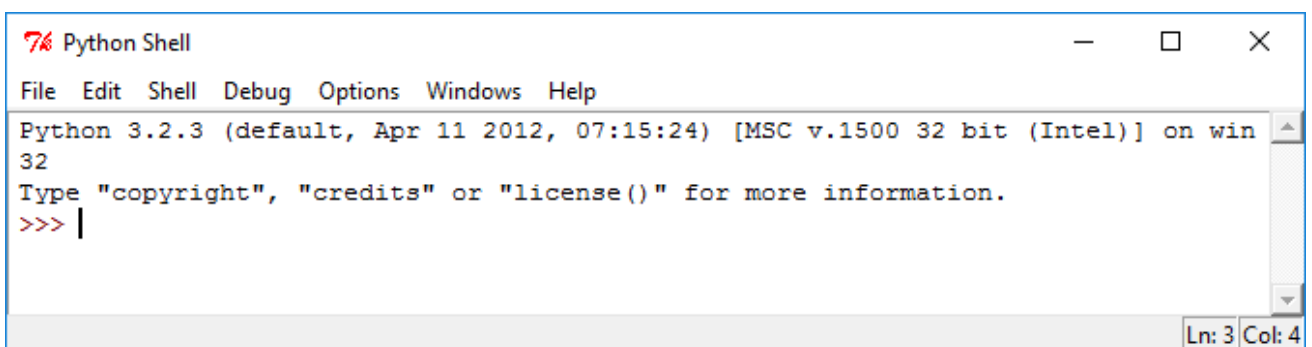 Python Shell
File Edit Shell Debug Options Windows Help
Python 3.2.3 (default, Apr 11 2012, 07:15:24) [MSC v.1500 32 bit (Intel)] on win
32
Type "copyright", "credits" or "license()" for more information.
>>>
Ln: 3 Col: 4